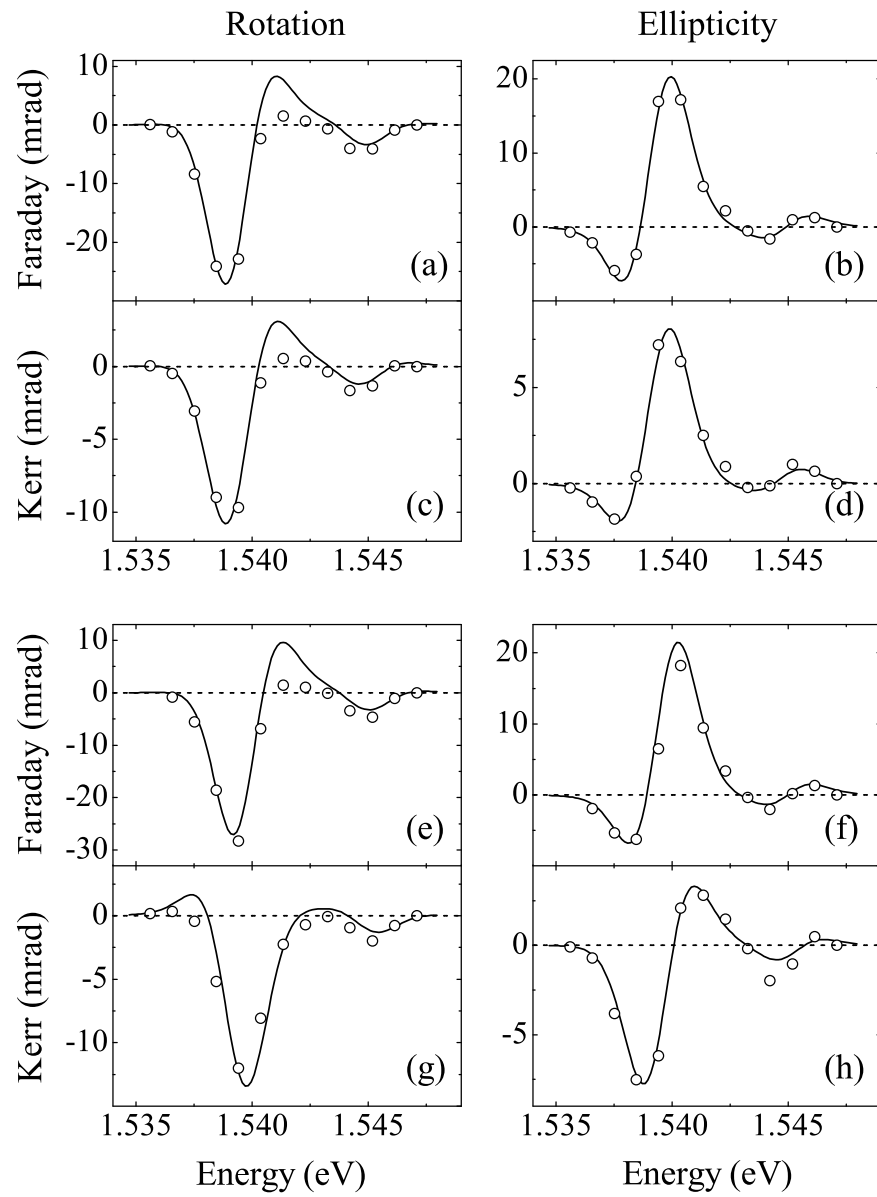 Rotation
Ellipticity
Faraday (mrad)
10
0
-10
-20
(a)
20
10
0
(b)
Kerr (mrad)
0
-5
-10
(c)
5
0
(d)
1.535 1.540 1.545
1.535 1.540 1.545
Faraday (mrad)
10
0
-10
-20
-30
(e)
20
10
0
(f)
Kerr (mrad)
0
-5
-10
(g)
0
-5
(h)
1.535 1.540 1.545
1.535 1.540 1.545
Energy (eV)
Energy (eV)